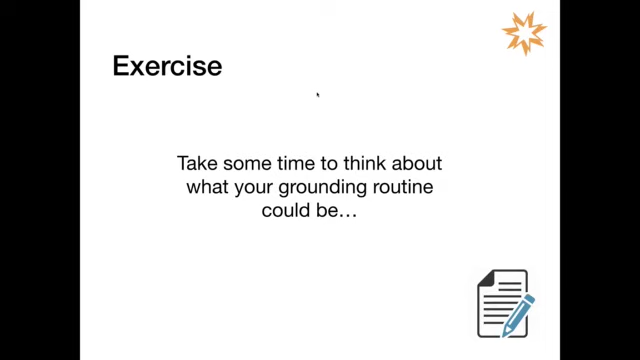 Exercise
Take some time to think about
what your grounding routine
could be…